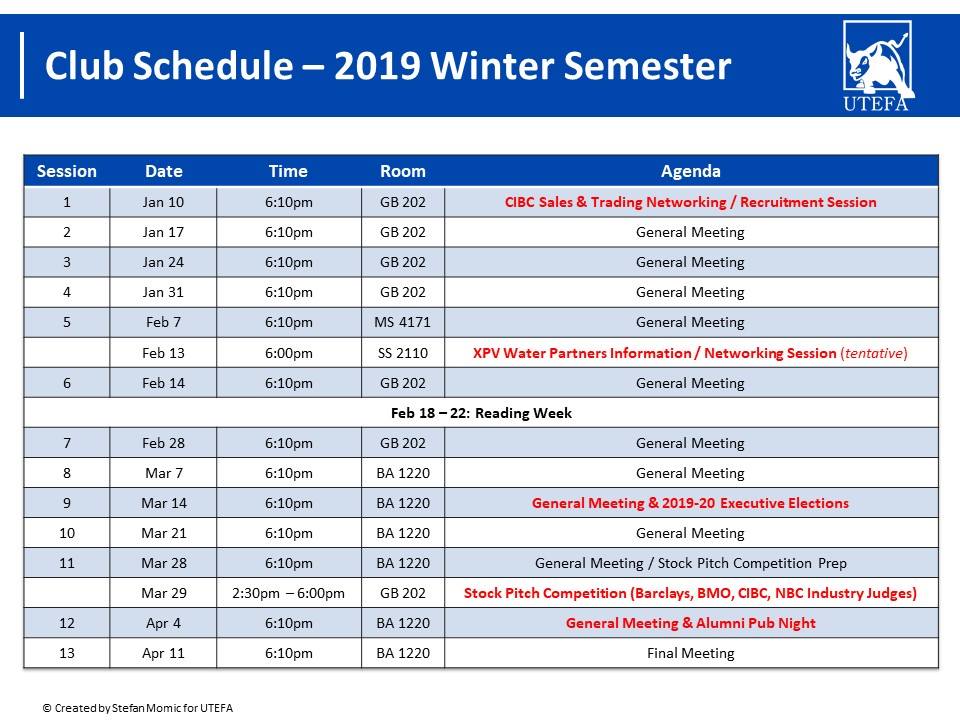 Club Schedule – 2019 Winter Semester
UTEFA
Session Date Time Room Agenda
1 Jan 10 6:10pm GB 202 CIBC Sales & Trading Networking / Recruitment Session
2 Jan 17 6:10pm GB 202 General Meeting
3 Jan 24 6:10pm GB 202 General Meeting
4 Jan 31 6:10pm GB 202 General Meeting
5 Feb 7 6:10pm MS 4171 General Meeting
Feb 13 6:00pm SS 2110 XPV Water Partners Information / Networking Session (tentative)
6 Feb 14 6:10pm GB 202 General Meeting
Feb 18 – 22: Reading Week
7 Feb 28 6:10pm GB 202 General Meeting
8 Mar 7 6:10pm BA 1220 General Meeting
9 Mar 14 6:10pm BA 1220 General Meeting & 2019-20 Executive Elections
10 Mar 21 6:10pm BA 1220 General Meeting
11 Mar 28 6:10pm BA 1220 General Meeting / Stock Pitch Competition Prep
Mar 29 2:30pm – 6:00pm GB 202 Stock Pitch Competition (Barclays, BMO, CIBC, NBC Industry Judges)
12 Apr 4 6:10pm BA 1220 General Meeting & Alumni Pub Night
13 Apr 11 6:10pm BA 1220 Final Meeting
© Created by Stefan Momic for UTEFA